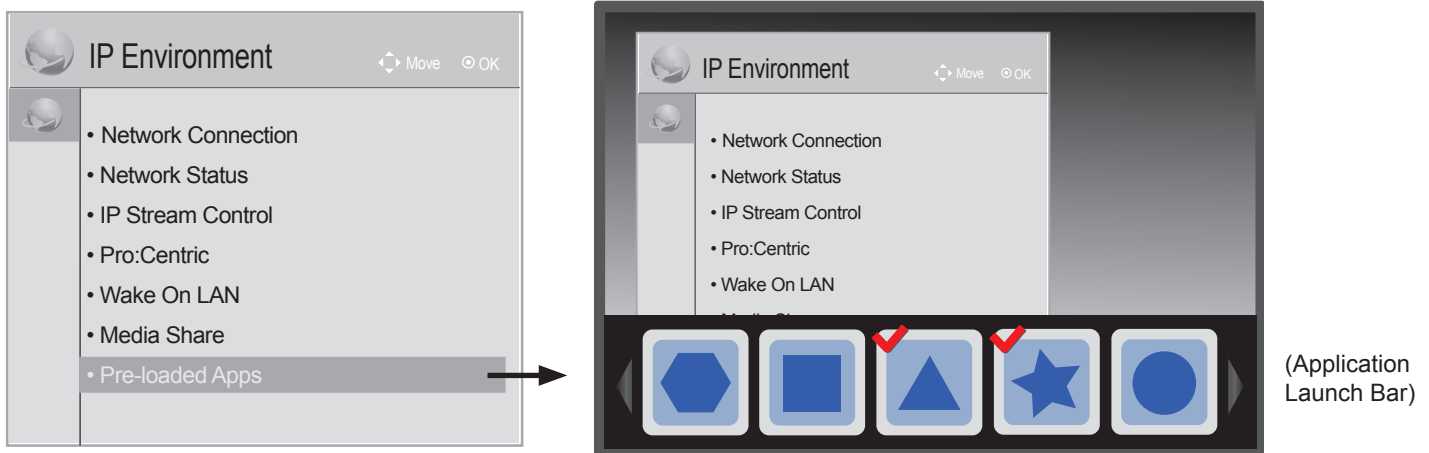 IP Environment
Move OK
• Network Connection
• Network Status
• IP Stream Control
• Pro:Centric
• Wake On LAN
• Media Share
• Pre-loaded Apps
IP Environment
Move OK
• Network Connection
• Network Status
• IP Stream Control
• Pro:Centric
• Wake On LAN
(Application
Launch Bar)